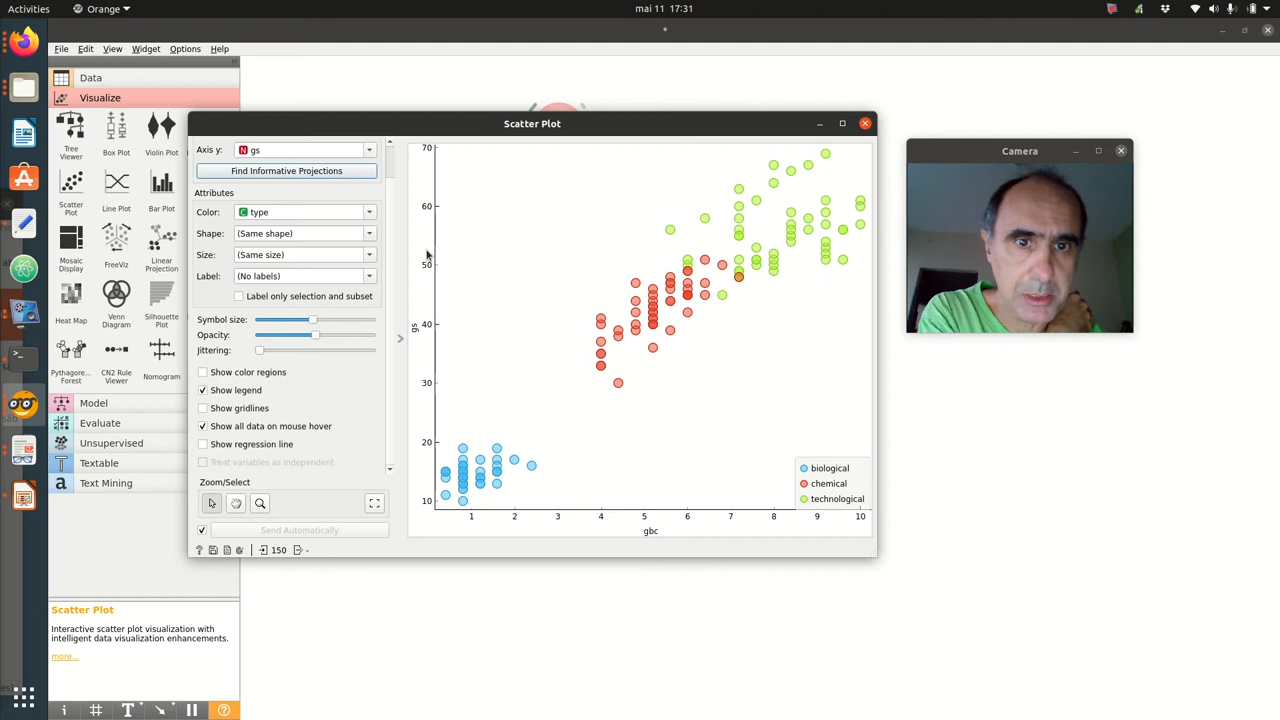 Activities
Orange
mai 11 17:31
*
File Edit View Widget Options Help
Data
Visualize
Tree Viewer
Box Plot
Violin Plot
Scatter Plot
Line Plot
Bar Plot
Mosaic Display
FreeViz
Linear Projection
Heat Map
Venn Diagram
Silhouette Plot
Pythagore... Forest
CN2 Rule Viewer
Nomogram
Model
Evaluate
Unsupervised
Textable
Text Mining
Scatter Plot
Interactive scatter plot visualization with
intelligent data visualization enhancements.
more...
Scatter Plot
Axis y: N gs
Find Informative Projections
Attributes
Color: C type
Shape: (Same shape)
Size: (Same size)
Label: (No labels)
Label only selection and subset
Symbol size:
Opacity:
Jittering:
Show color regions
Show legend
Show gridlines
Show all data on mouse hover
Show regression line
Treat variables as independent
Zoom/Select
Send Automatically
150 -
70
60
50
40
30
20
10
gs
1 2 3 4 5 6 7 8 9 10
gbc
biological
chemical
technological
Camera